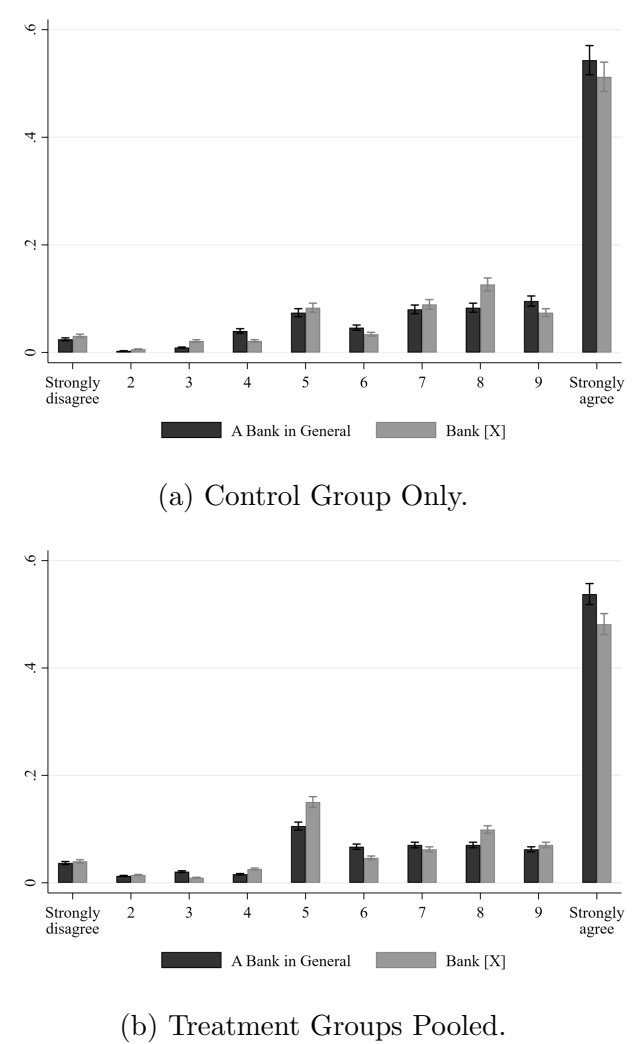 .6
.4
.2
0
Strongly disagree 2 3 4 5 6 7 8 9 Strongly agree
A Bank in General Bank [X]
(a) Control Group Only.
.6
.4
.2
0
Strongly disagree 2 3 4 5 6 7 8 9 Strongly agree
A Bank in General Bank [X]
(b) Treatment Groups Pooled.